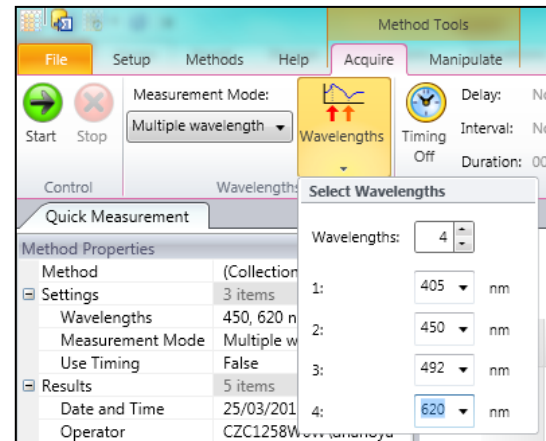 Method Tools
File Setup Methods Help Acquire Manipulate
Measurement Mode:
Multiple wavelength
Start Stop
Wavelengths
Timing
Off
Delay:
Interval:
Duration:
Control
Select Wavelengths
Quick Measurement
Wavelengths: 4
Method Properties
Method (Collection
Settings 3 items
1: 405 nm
Wavelengths 450, 620 n
2: 450 nm
Measurement Mode Multiple w
Use Timing False
3: 492 nm
Results 5 items
Date and Time 25/03/201
4: 620 nm
Operator